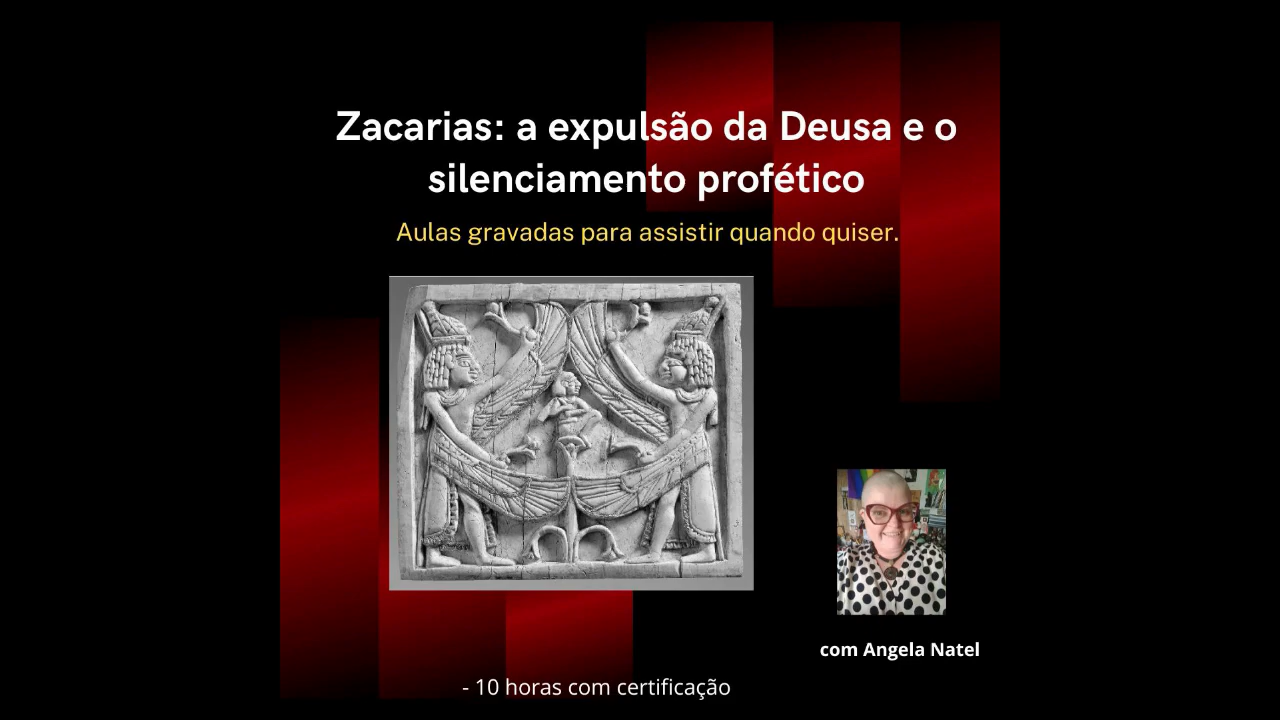 Zacarias: a expulsão da Deusa e o
silenciamento profético
Aulas gravadas para assistir quando quiser.
com Angela Natel
- 10 horas com certificação